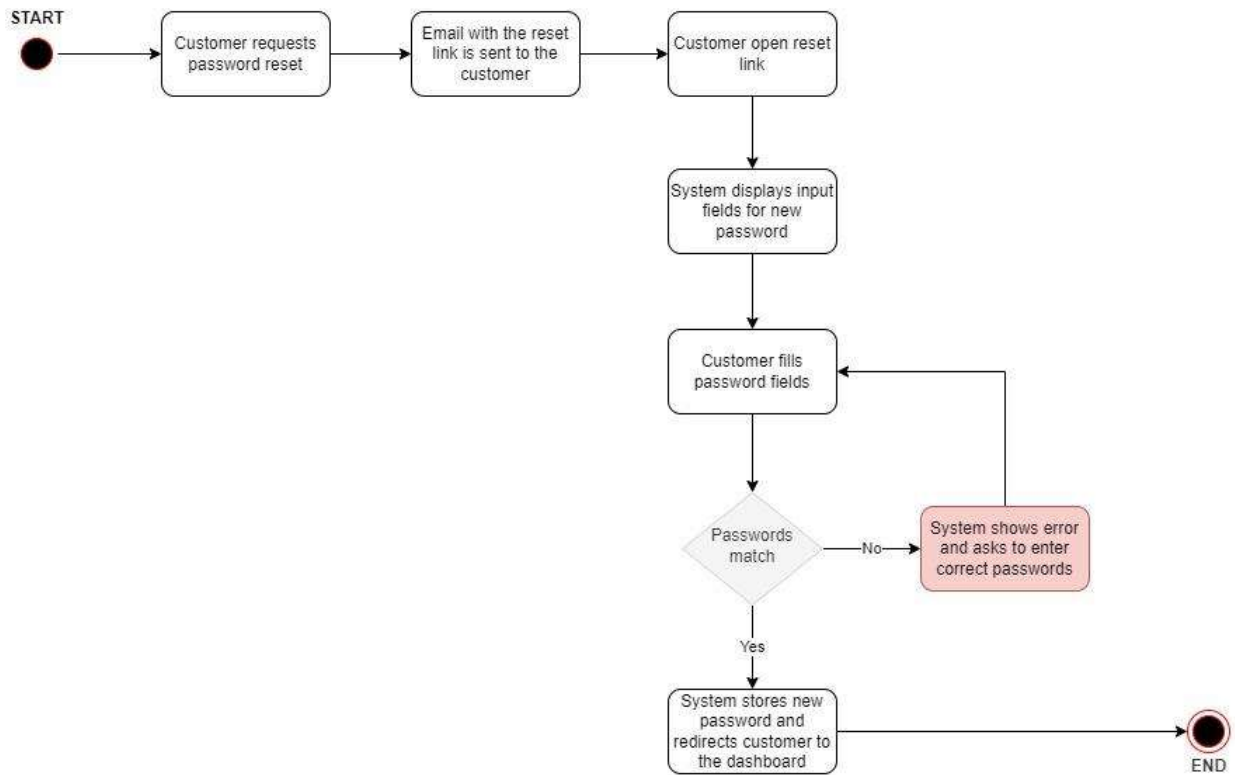 START
Customer requests
password reset
Email with the reset
link is sent to the
customer
Customer open reset
link
System displays input
fields for new
password
Customer fills
password fields
Passwords
match
No
System shows error
and asks to enter
correct passwords
Yes
System stores new
password and
redirects customer to
the dashboard
END